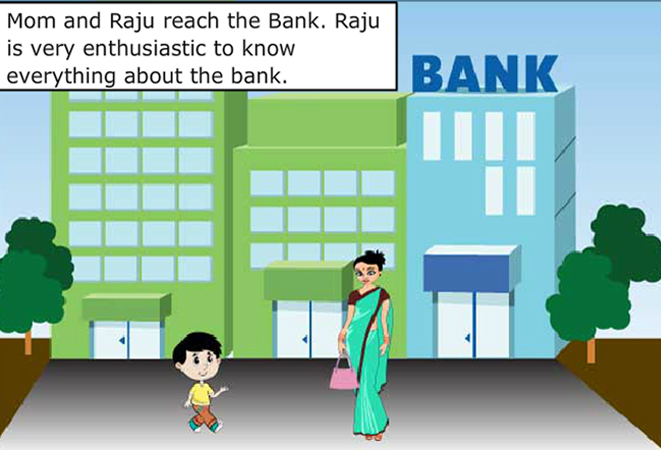 Mom and Raju reach the Bank. Raju
is very enthusiastic to know
everything about the bank.
BANK